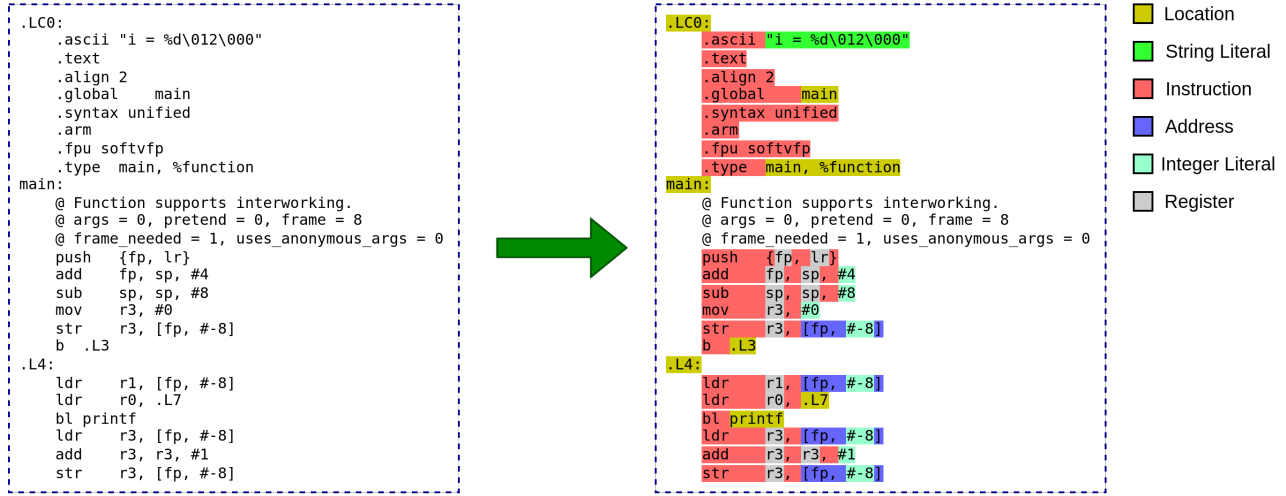 .LC0:
.ascii "i = %d\012\000"
.text
.align 2
.global main
.syntax unified
.arm
.fpu softvfp
.type main, %function
main:
@ Function supports interworking.
@ args = 0, pretend = 0, frame = 8
@ frame_needed = 1, uses_anonymous_args = 0
push {fp, lr}
add fp, sp, #4
sub sp, sp, #8
mov r3, #0
str r3, [fp, #-8]
b .L3
.L4:
ldr r1, [fp, #-8]
ldr r0, .L7
bl printf
ldr r3, [fp, #-8]
add r3, r3, #1
str r3, [fp, #-8]
.LC0:
.ascii "i = %d\012\000"
.text
.align 2
.global main
.syntax unified
.arm
.fpu softvfp
.type main, %function
main:
@ Function supports interworking.
@ args = 0, pretend = 0, frame = 8
@ frame_needed = 1, uses_anonymous_args = 0
push {fp, lr}
add fp, sp, #4
sub sp, sp, #8
mov r3, #0
str r3, [fp, #-8]
b .L3
.L4:
ldr r1, [fp, #-8]
ldr r0, .L7
bl printf
ldr r3, [fp, #-8]
add r3, r3, #1
str r3, [fp, #-8]
Location
String Literal
Instruction
Address
Integer Literal
Register